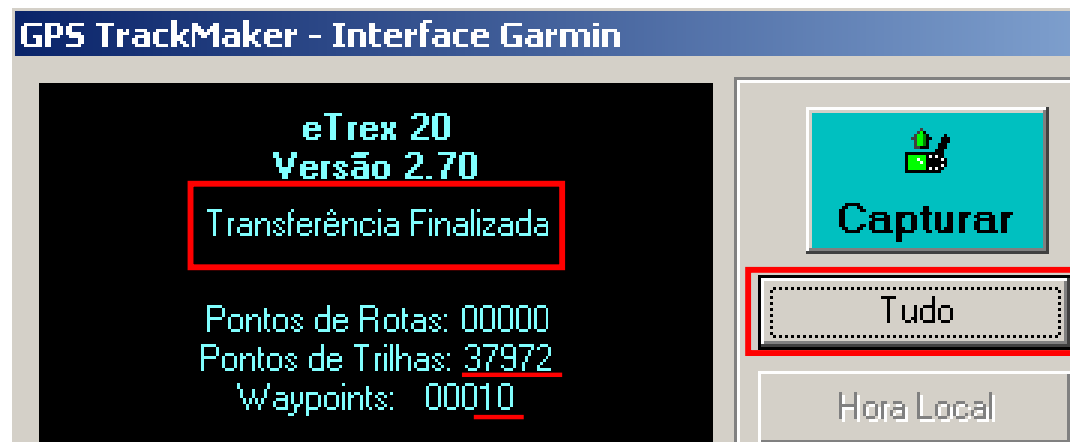 GPS TrackMaker - Interface Garmin
eTrex 20
Versão 2.70
Transferência Finalizada
Pontos de Rotas: 00000
Pontos de Trilhas: 37972
Waypoints: 00010
Capturar
Tudo
Hora Local